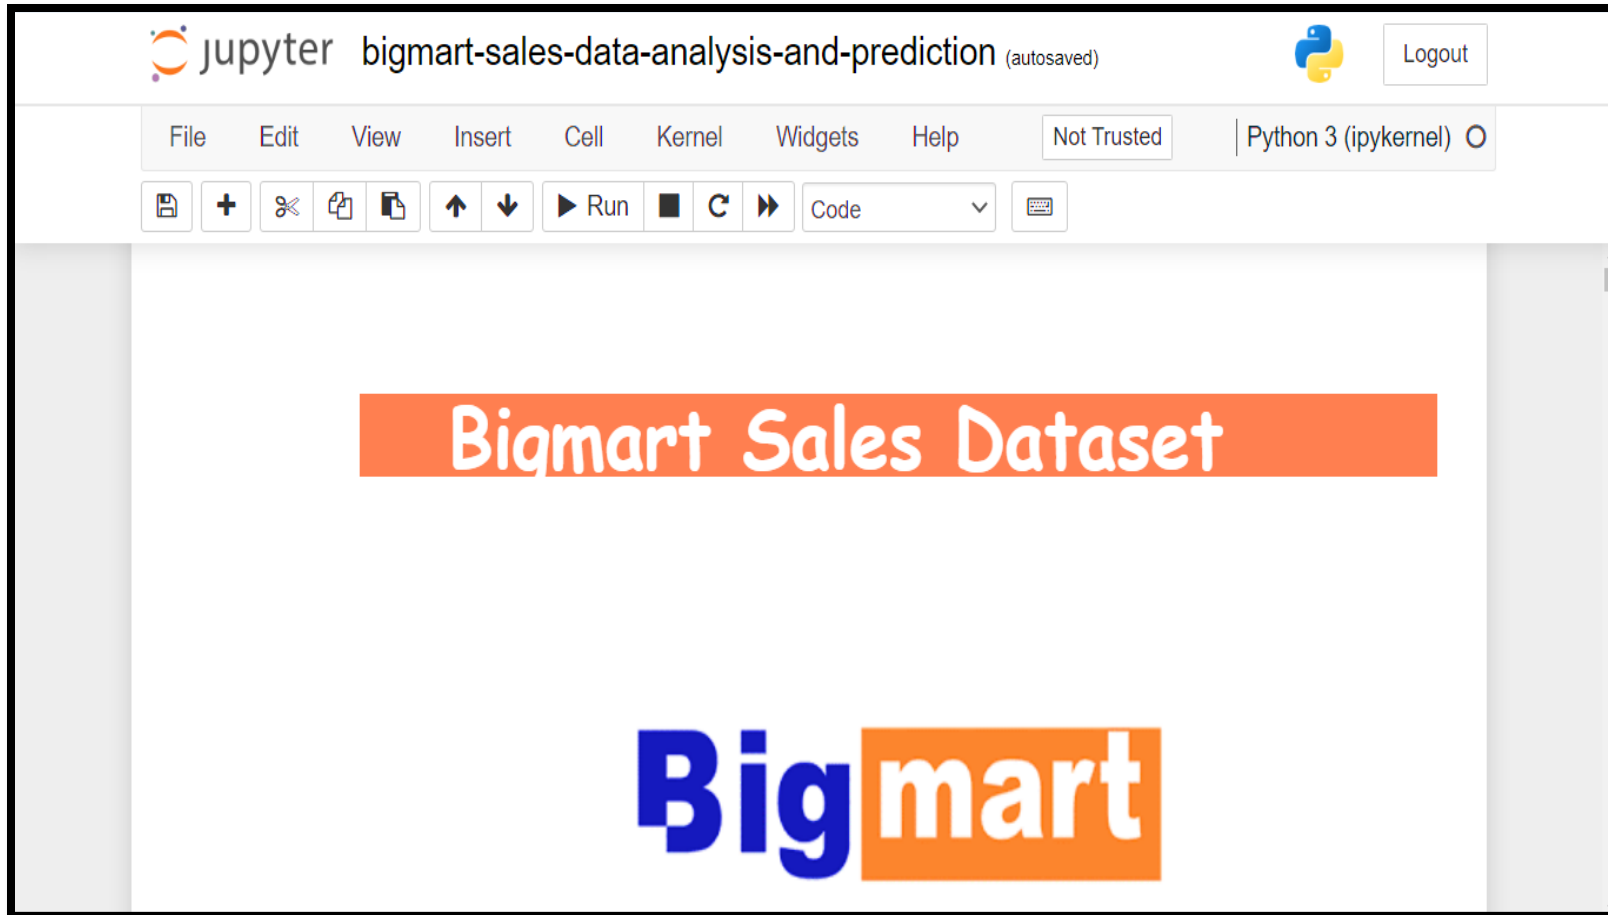 jupyter bigmart-sales-data-analysis-and-prediction (autosaved) Logout
File Edit View Insert Cell Kernel Widgets Help Not Trusted Python 3 (ipykernel)
Run Code
Bigmart Sales Dataset
Bigmart